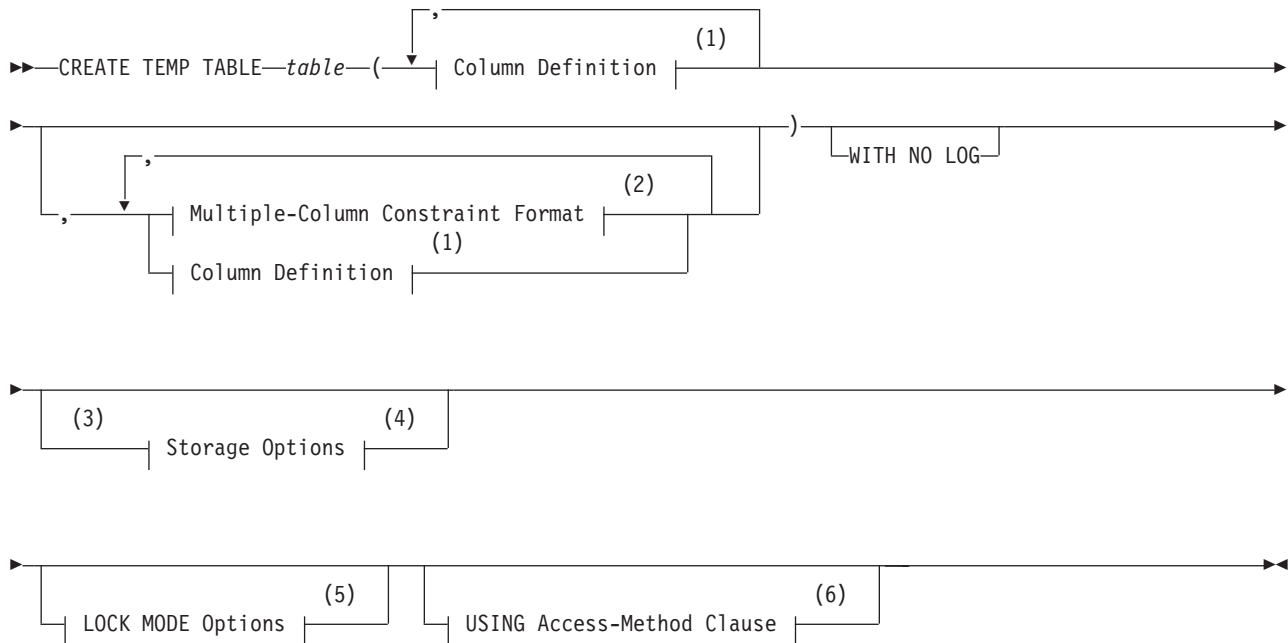 ,
(1)
CREATE TEMP TABLE table ( Column Definition
) WITH NO LOG
,
(2)
, Multiple-Column Constraint Format
(1)
Column Definition
(3) (4)
Storage Options
(5) (6)
LOCK MODE Options USING Access-Method Clause